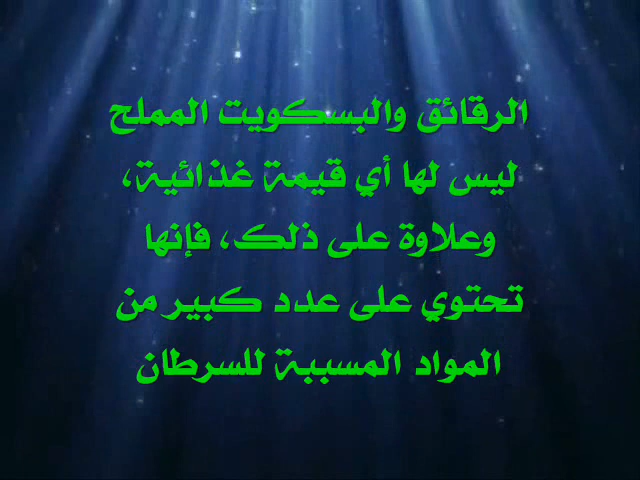 الرقائق والبسكويت المملح
ليس لها أي قيمة غذائية،
وعلاوة على ذلك، فإنها
تحتوي على عدد كبير من
المواد المسببة للسرطان